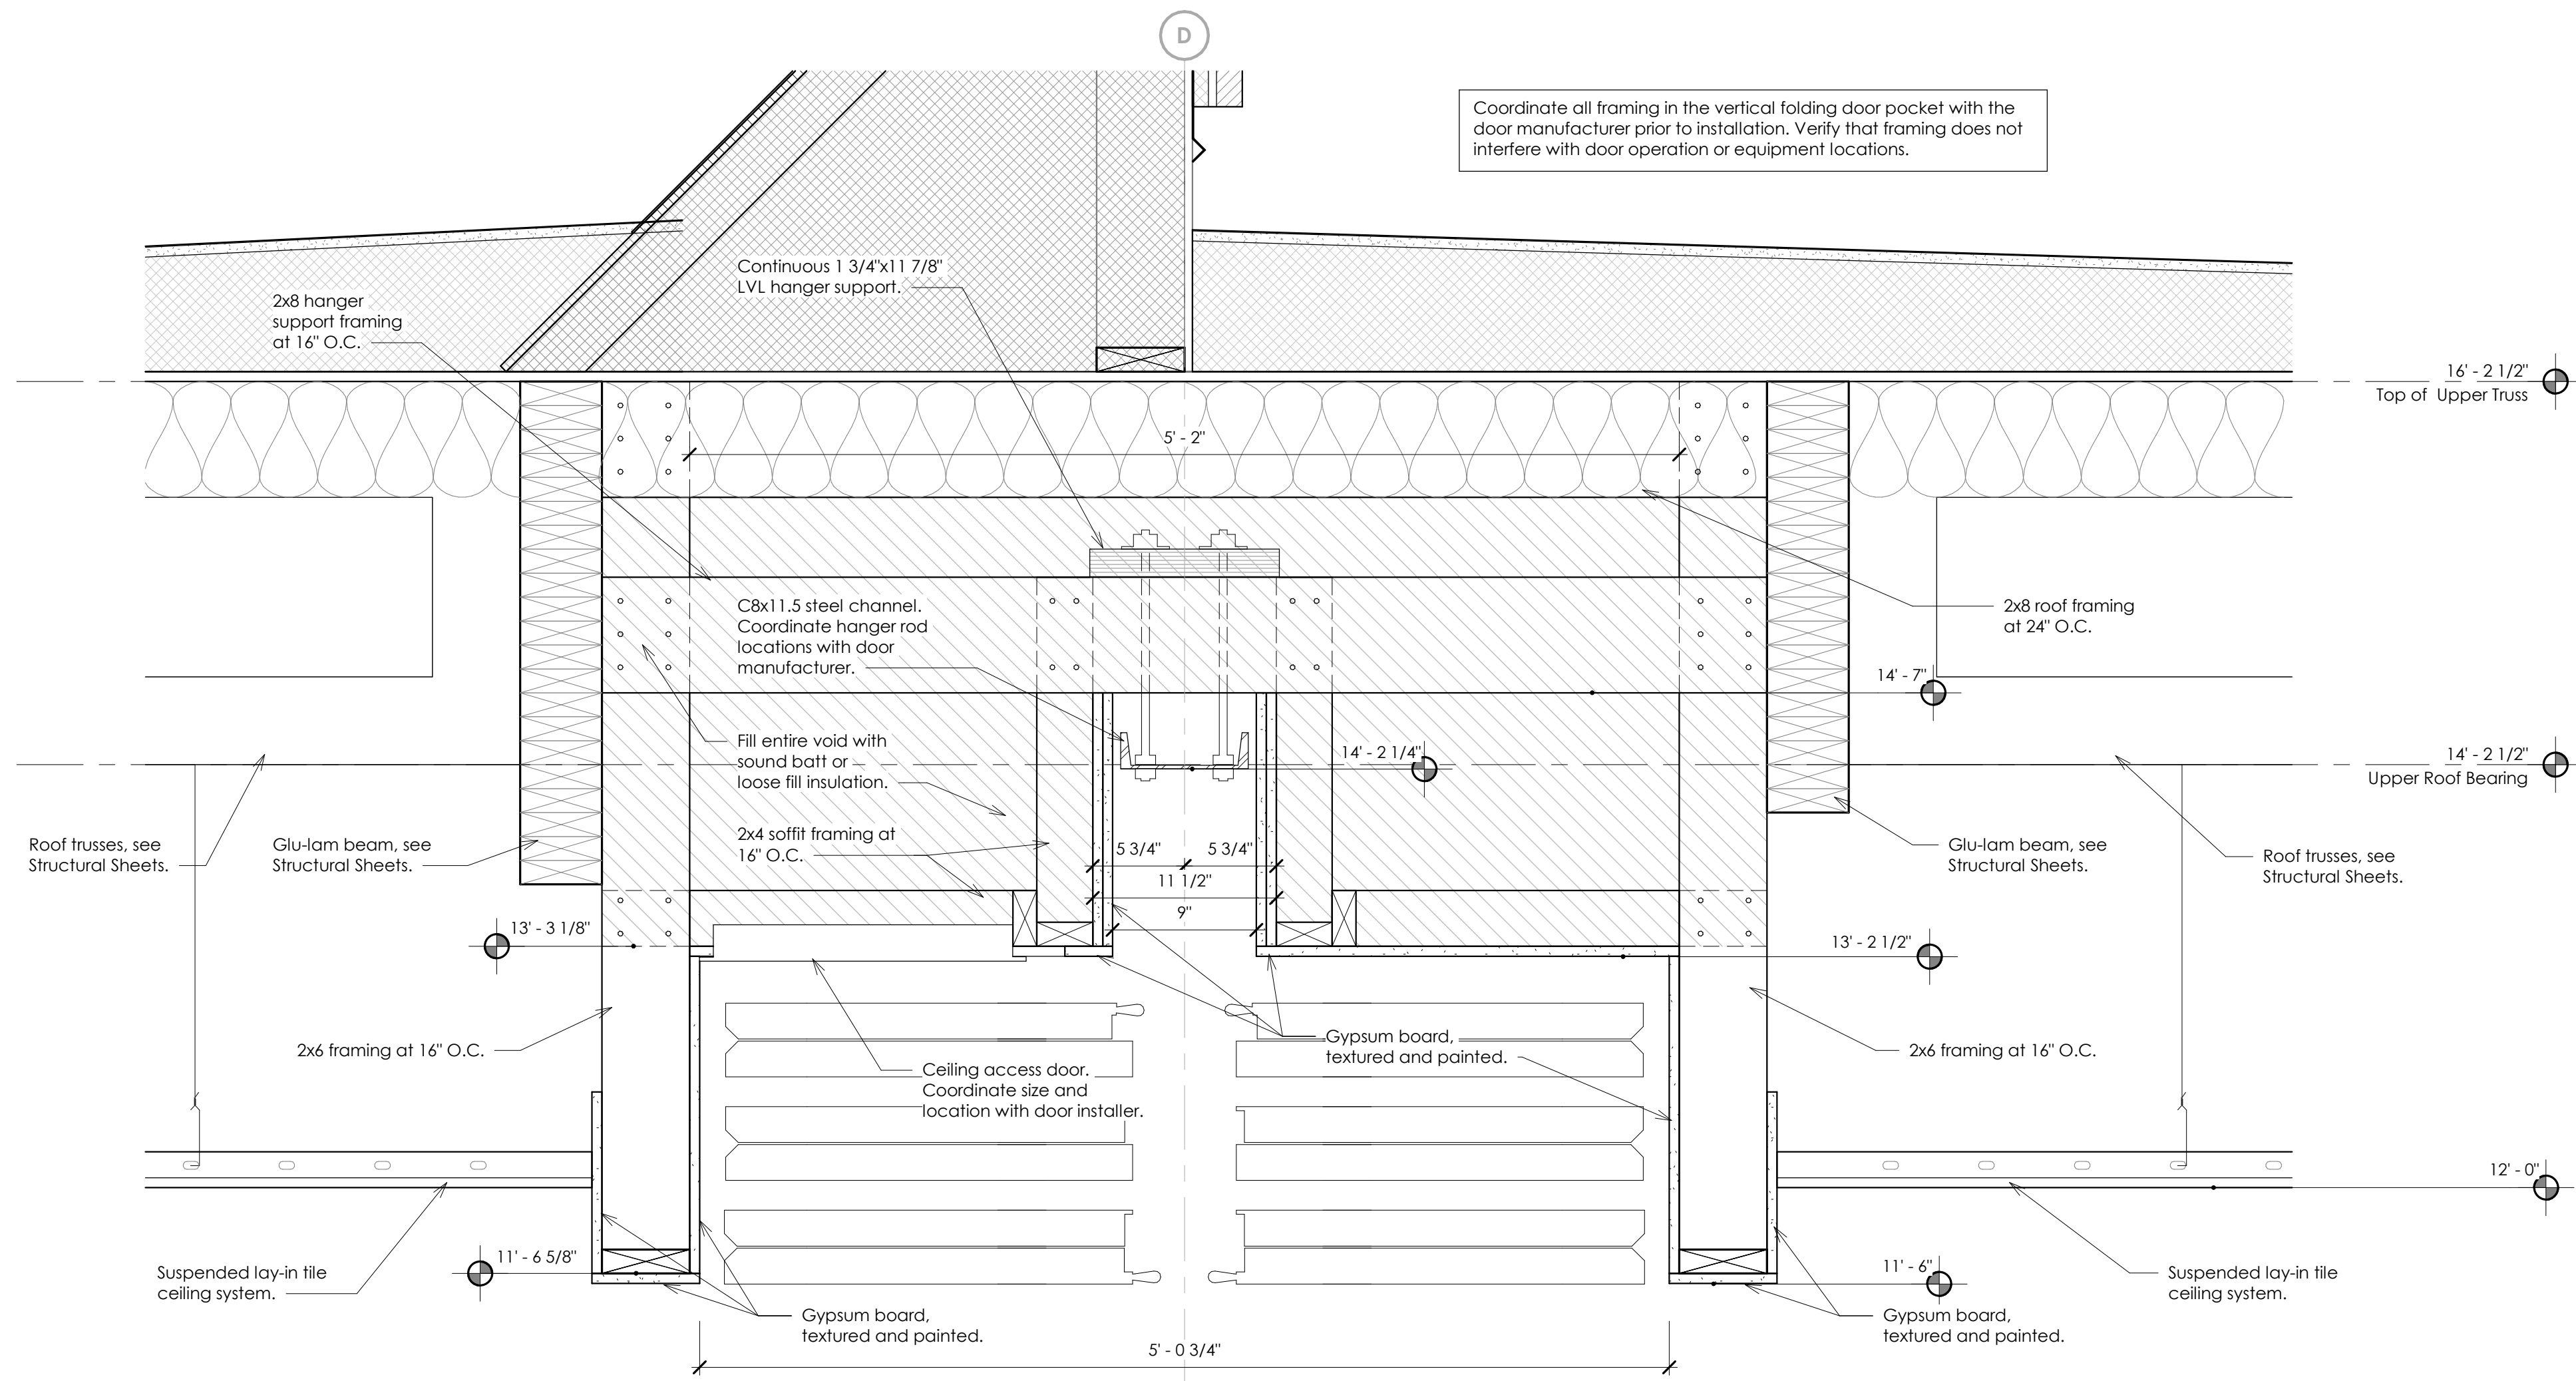 D
Coordinate all framing in the vertical folding door pocket with the
door manufacturer prior to installation. Verify that framing does not
interfere with door operation or equipment locations.
Continuous 1 3/4"x11 7/8"
LVL hanger support.
2x8 hanger
support framing
at 16" O.C.
16' - 2 1/2"
Top of Upper Truss
5' - 2"
C8x11.5 steel channel.
Coordinate hanger rod
locations with door
manufacturer.
2x8 roof framing
at 24" O.C.
14' - 7"
Fill entire void with
sound batt or
loose fill insulation.
14' - 2 1/4"
14' - 2 1/2"
Upper Roof Bearing
Roof trusses, see
Structural Sheets.
Glu-lam beam, see
Structural Sheets.
2x4 soffit framing at
16" O.C.
5 3/4"
5 3/4"
11 1/2"
9"
Glu-lam beam, see
Structural Sheets.
Roof trusses, see
Structural Sheets.
13' - 3 1/8"
13' - 2 1/2"
2x6 framing at 16" O.C.
Ceiling access door.
Coordinate size and
location with door installer.
Gypsum board,
textured and painted.
2x6 framing at 16" O.C.
12' - 0"
11' - 6 5/8"
11' - 6"
Suspended lay-in tile
ceiling system.
Suspended lay-in tile
ceiling system.
Gypsum board,
textured and painted.
Gypsum board,
textured and painted.
5' - 0 3/4"